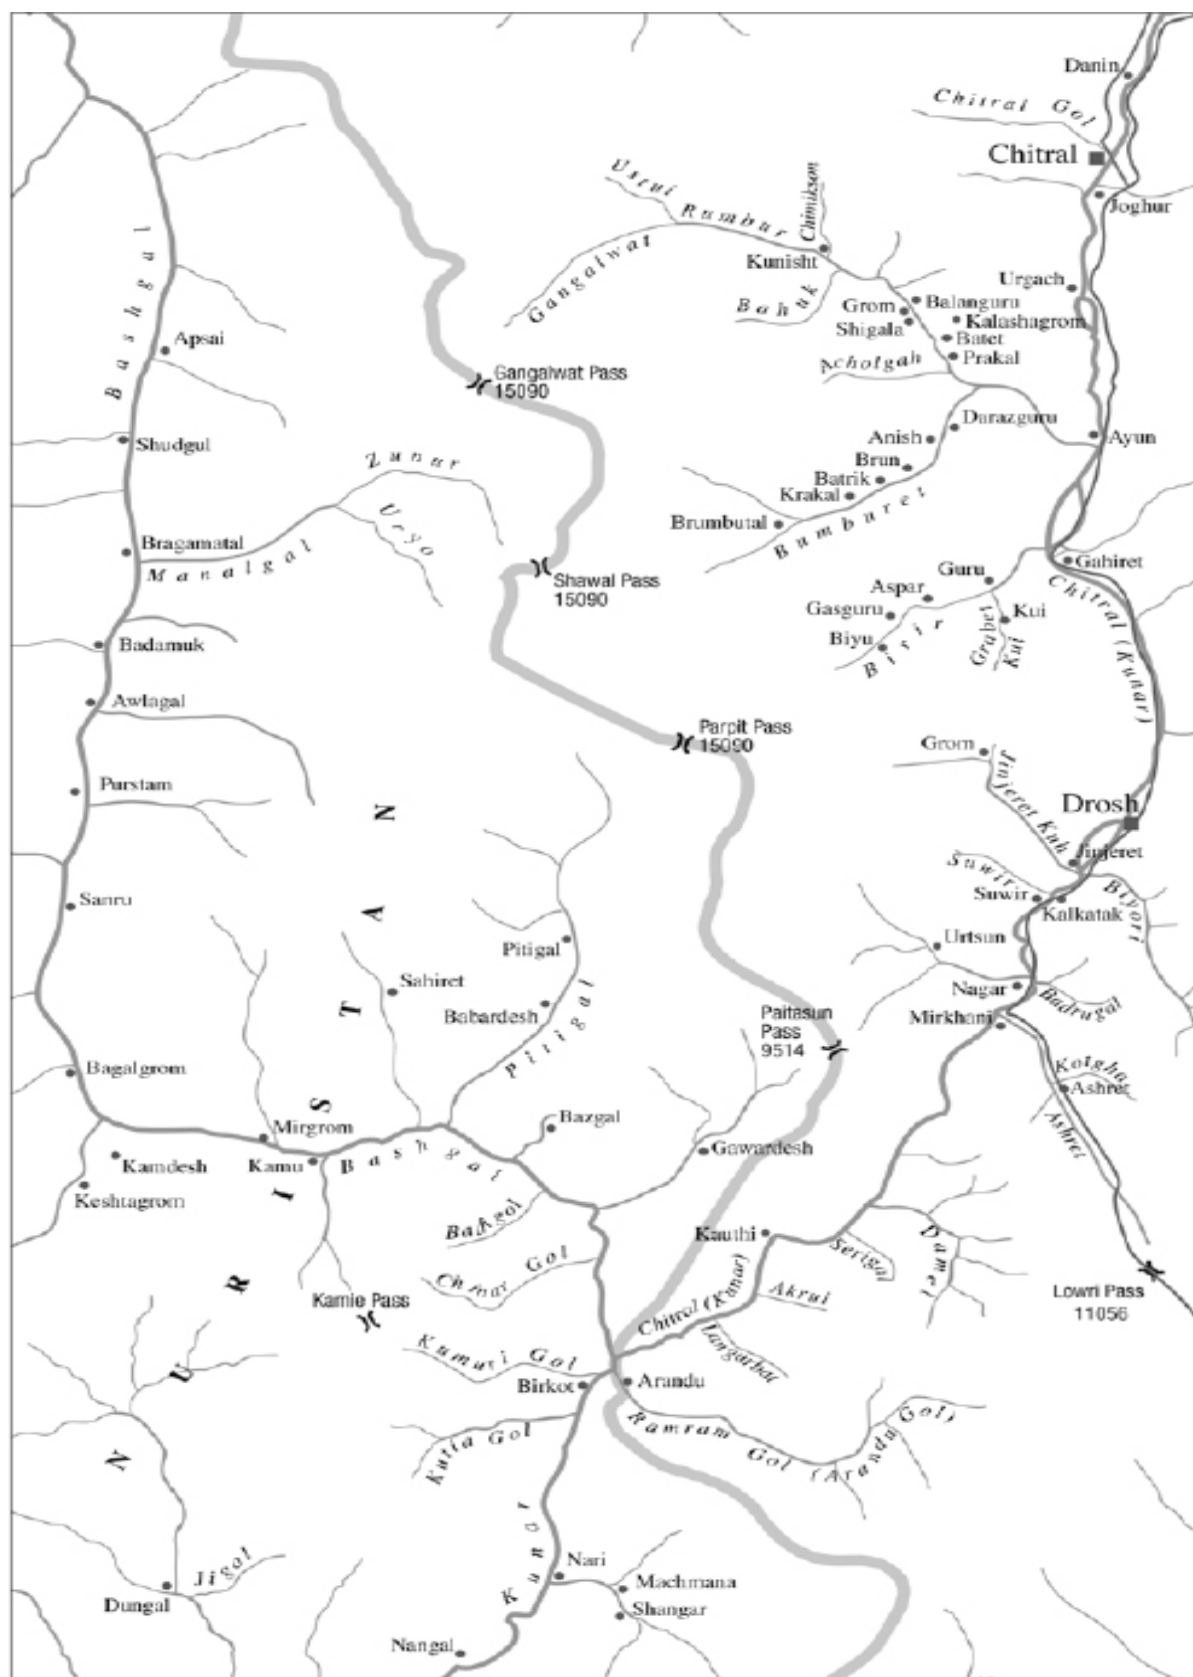 Danin
Chitral Gol
Chitral
Joghur
Ustui
Rumbur
Chimikson
Gangalwat
Kunisht
Bahuk
Urgach
Balanguru
Grom
Kalashagrom
Shigala
Batet
Prakal
Acholgah
Bashgal
Apsai
Gangalwat Pass
15090
Darazguru
Anish
Ayun
Brun
Batrik
Krakal
Brumbutal
Bumburet
Shudgul
Zunur
Uryo
Bragamatal
Manalgal
Shawal Pass
15090
Gahiret
Guru
Aspar
Gasguru
Kui
Biyu
Birir
Grabet
Kui
Chitral (Kunar)
Badamuk
Awlagal
Parpit Pass
15090
Grom
Jinjeret Kuh
Purstam
Drosh
Jinjeret
Suwir
Suwir
Kalkatak
Biyori
Sanru
Urtsun
Pitigal
Sahiret
Babardesh
Pitigal
Nagar
Badrugal
Mirkhani
Paitasun
Pass
9514
Bagalgrom
Kotgha
Ashret
Ashret
Bazgal
Mirgrom
Gawardesh
Kamdesh
Kamu
Bashgal
Keshtagrom
Bakgol
Kauthi
Serigal
Damel
Chmar Gol
Chitral (Kunar)
Akrui
Lowri Pass
11056
Kamie Pass
Langarbat
Kumuri Gol
Birkot
Arandu
Ramram Gol (Arandu Gol)
Kutia Gol
NURISTAN
Kunar
Nari
Jigol
Machmana
Dungal
Shangar
Nangal